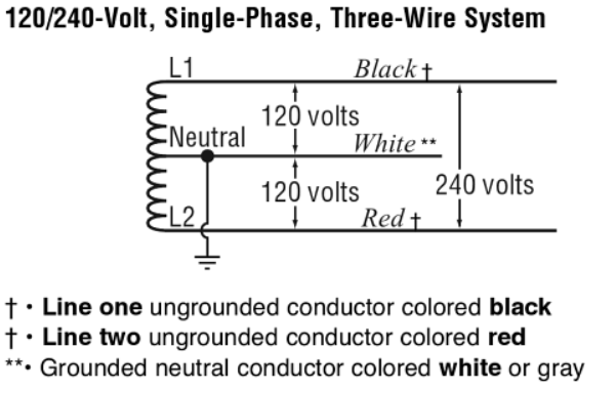 120/240-Volt, Single-Phase, Three-Wire System
L1
Black †
120 volts
Neutral
White **
120 volts
240 volts
L2
Red †
† • Line one ungrounded conductor colored black
† • Line two ungrounded conductor colored red
**• Grounded neutral conductor colored white or gray